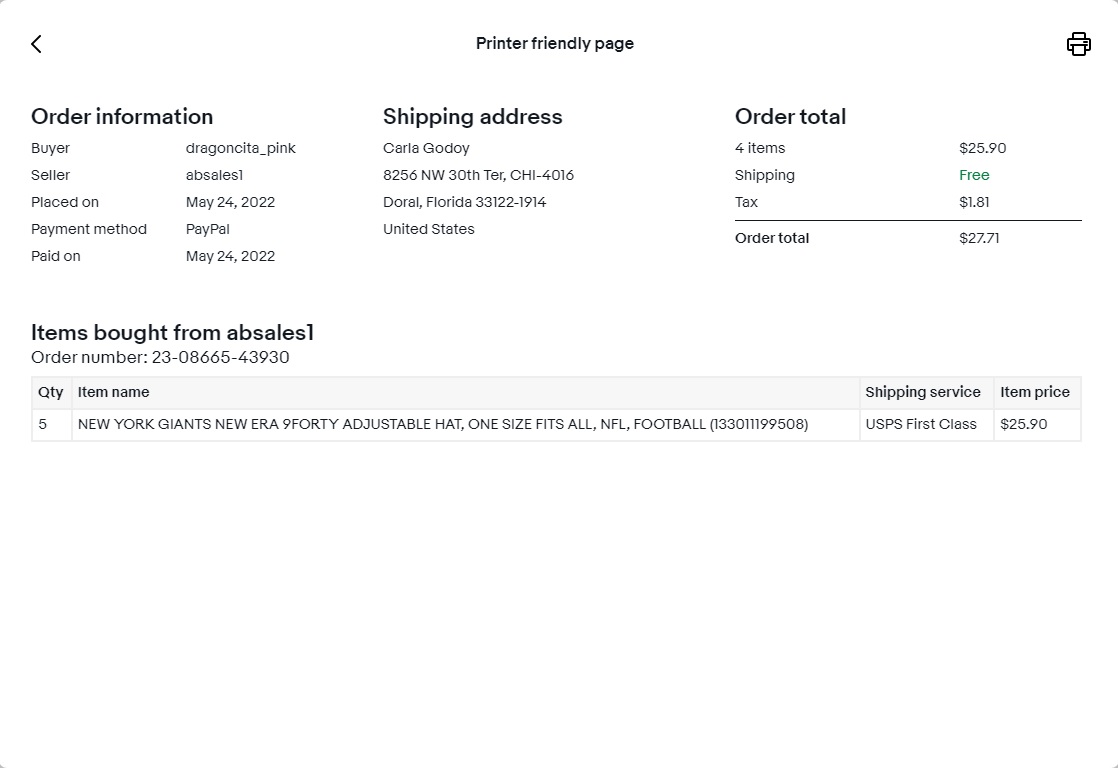 Printer friendly page
Order information
Buyer dragoncita_pink
Seller absales1
Placed on May 24, 2022
Payment method PayPal
Paid on May 24, 2022
Shipping address
Carla Godoy
8256 NW 30th Ter, CHI-4016
Doral, Florida 33122-1914
United States
Order total
4 items $25.90
Shipping Free
Tax $1.81
Order total $27.71
Items bought from absales1
Order number: 23-08665-43930
Qty Item name Shipping service Item price
5 NEW YORK GIANTS NEW ERA 9FORTY ADJUSTABLE HAT, ONE SIZE FITS ALL, NFL, FOOTBALL (133011199508) USPS First Class $25.90